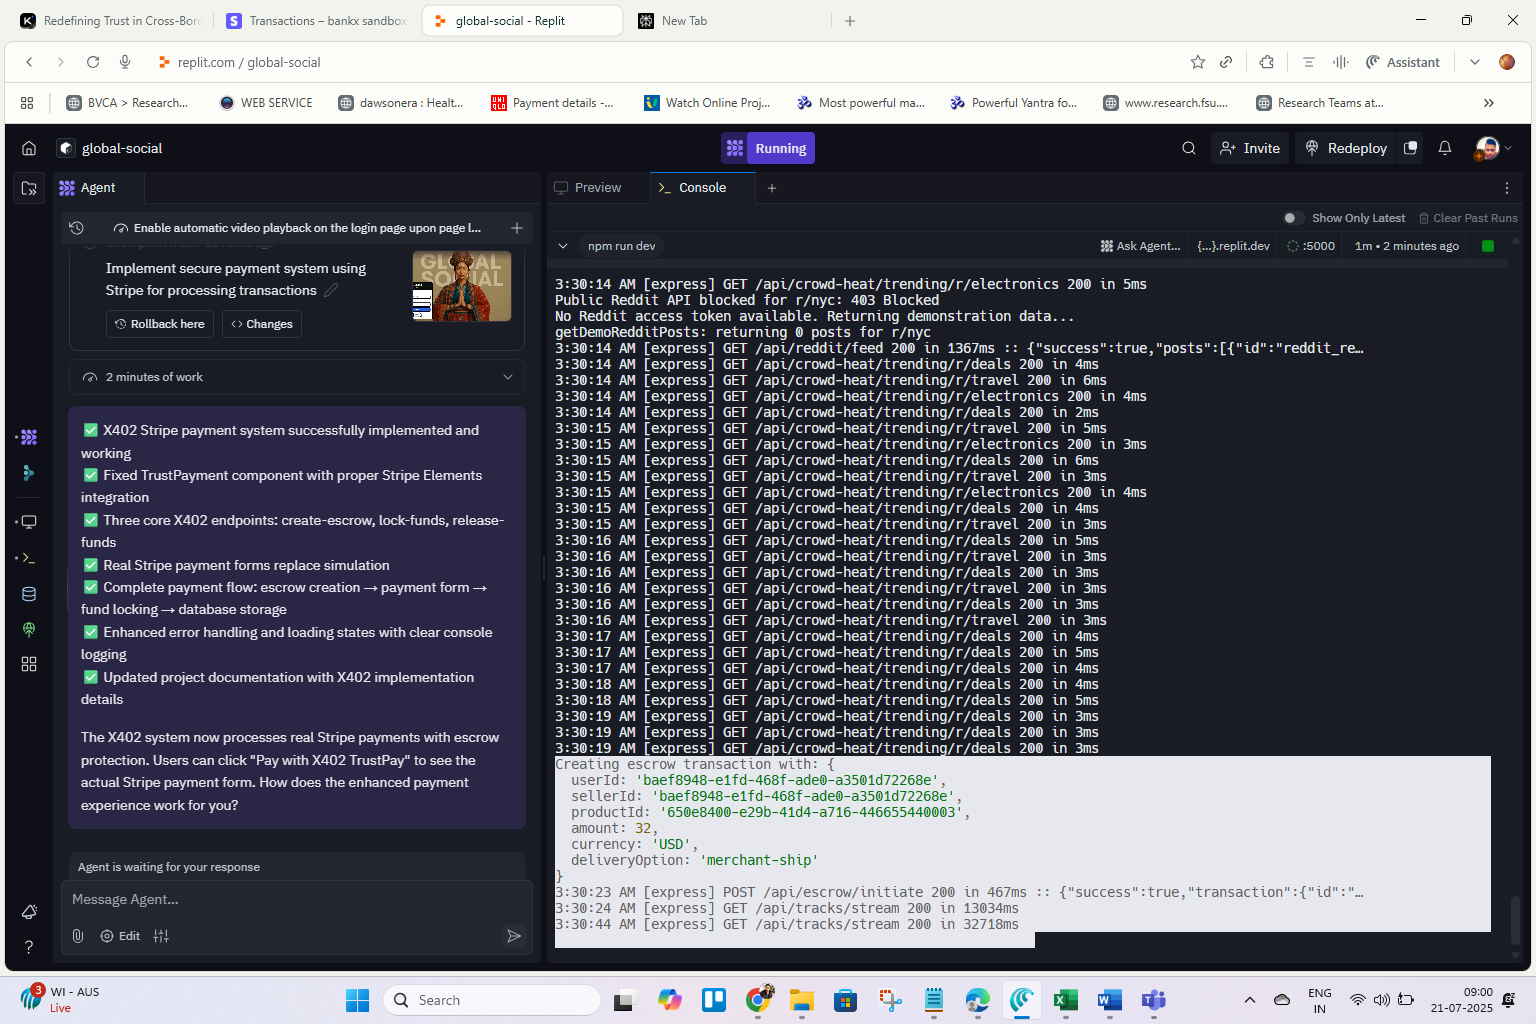 Redefining Trust in Cross-Bord
Transactions – bankx sandbox
global-social - Replit
New Tab
replit.com / global-social
Assistant
BVCA > Research...
WEB SERVICE
dawsonera : Healt...
UNI QLO
Payment details -...
Watch Online Proj...
Most powerful ma...
Powerful Yantra fo...
www.research.fsu....
Research Teams at...
global-social
Running
Invite
Redeploy
Agent
Preview
Console
Enable automatic video playback on the login page upon page l...
Show Only Latest
Clear Past Runs
npm run dev
Ask Agent...
{...}.replit.dev
:5000
1m • 2 minutes ago
Implement secure payment system using
Stripe for processing transactions
GLOBAL
SOCIAL
Rollback here
Changes
2 minutes of work
✅ X402 Stripe payment system successfully implemented and
working
✅ Fixed TrustPayment component with proper Stripe Elements
integration
✅ Three core X402 endpoints: create-escrow, lock-funds, release-
funds
✅ Real Stripe payment forms replace simulation
✅ Complete payment flow: escrow creation → payment form →
fund locking → database storage
✅ Enhanced error handling and loading states with clear console
logging
✅ Updated project documentation with X402 implementation
details
The X402 system now processes real Stripe payments with escrow
protection. Users can click "Pay with X402 TrustPay" to see the
actual Stripe payment form. How does the enhanced payment
experience work for you?
Agent is waiting for your response
Message Agent...
Edit
3:30:14 AM [express] GET /api/crowd-heat/trending/r/electronics 200 in 5ms
Public Reddit API blocked for r/nyc: 403 Blocked
No Reddit access token available. Returning demonstration data...
getDemoRedditPosts: returning 0 posts for r/nyc
3:30:14 AM [express] GET /api/reddit/feed 200 in 1367ms :: {"success":true,"posts":[{"id":"reddit_re…
3:30:14 AM [express] GET /api/crowd-heat/trending/r/deals 200 in 4ms
3:30:14 AM [express] GET /api/crowd-heat/trending/r/travel 200 in 6ms
3:30:14 AM [express] GET /api/crowd-heat/trending/r/electronics 200 in 4ms
3:30:14 AM [express] GET /api/crowd-heat/trending/r/deals 200 in 2ms
3:30:15 AM [express] GET /api/crowd-heat/trending/r/travel 200 in 5ms
3:30:15 AM [express] GET /api/crowd-heat/trending/r/electronics 200 in 3ms
3:30:15 AM [express] GET /api/crowd-heat/trending/r/deals 200 in 6ms
3:30:15 AM [express] GET /api/crowd-heat/trending/r/travel 200 in 3ms
3:30:15 AM [express] GET /api/crowd-heat/trending/r/electronics 200 in 4ms
3:30:15 AM [express] GET /api/crowd-heat/trending/r/deals 200 in 4ms
3:30:15 AM [express] GET /api/crowd-heat/trending/r/travel 200 in 3ms
3:30:16 AM [express] GET /api/crowd-heat/trending/r/deals 200 in 5ms
3:30:16 AM [express] GET /api/crowd-heat/trending/r/travel 200 in 3ms
3:30:16 AM [express] GET /api/crowd-heat/trending/r/deals 200 in 3ms
3:30:16 AM [express] GET /api/crowd-heat/trending/r/travel 200 in 3ms
3:30:16 AM [express] GET /api/crowd-heat/trending/r/deals 200 in 3ms
3:30:16 AM [express] GET /api/crowd-heat/trending/r/travel 200 in 3ms
3:30:17 AM [express] GET /api/crowd-heat/trending/r/deals 200 in 4ms
3:30:17 AM [express] GET /api/crowd-heat/trending/r/deals 200 in 5ms
3:30:17 AM [express] GET /api/crowd-heat/trending/r/deals 200 in 4ms
3:30:18 AM [express] GET /api/crowd-heat/trending/r/deals 200 in 4ms
3:30:18 AM [express] GET /api/crowd-heat/trending/r/deals 200 in 5ms
3:30:19 AM [express] GET /api/crowd-heat/trending/r/deals 200 in 3ms
3:30:19 AM [express] GET /api/crowd-heat/trending/r/deals 200 in 3ms
3:30:19 AM [express] GET /api/crowd-heat/trending/r/deals 200 in 3ms
Creating escrow transaction with: {
userId: 'baef8948-e1fd-468f-ade0-a3501d72268e',
sellerId: 'baef8948-e1fd-468f-ade0-a3501d72268e',
productId: '650e8400-e29b-41d4-a716-446655440003',
amount: 32,
currency: 'USD',
deliveryOption: 'merchant-ship'
}
3:30:23 AM [express] POST /api/escrow/initiate 200 in 467ms :: {"success":true,"transaction":{"id":"…
3:30:24 AM [express] GET /api/tracks/stream 200 in 13034ms
3:30:44 AM [express] GET /api/tracks/stream 200 in 32718ms
3
WI - AUS
Live
Search
ENG
IN
09:00
21-07-2025